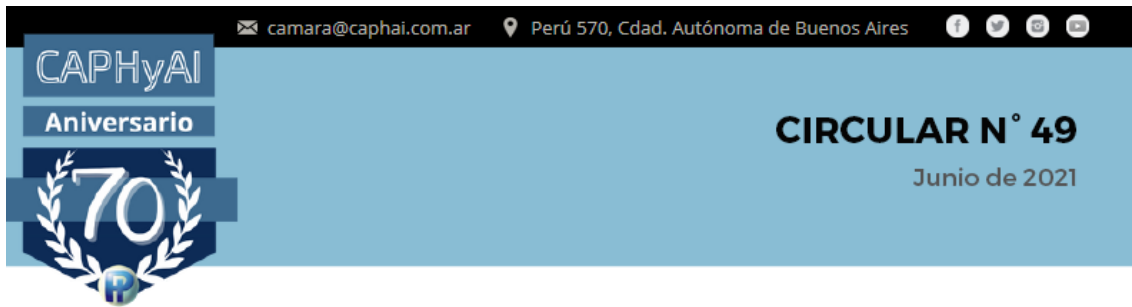 camara@caphai.com.ar Perú 570, Cdad. Autónoma de Buenos Aires
CAPHyAI
Aniversario
70
CIRCULAR N° 49
Junio de 2021